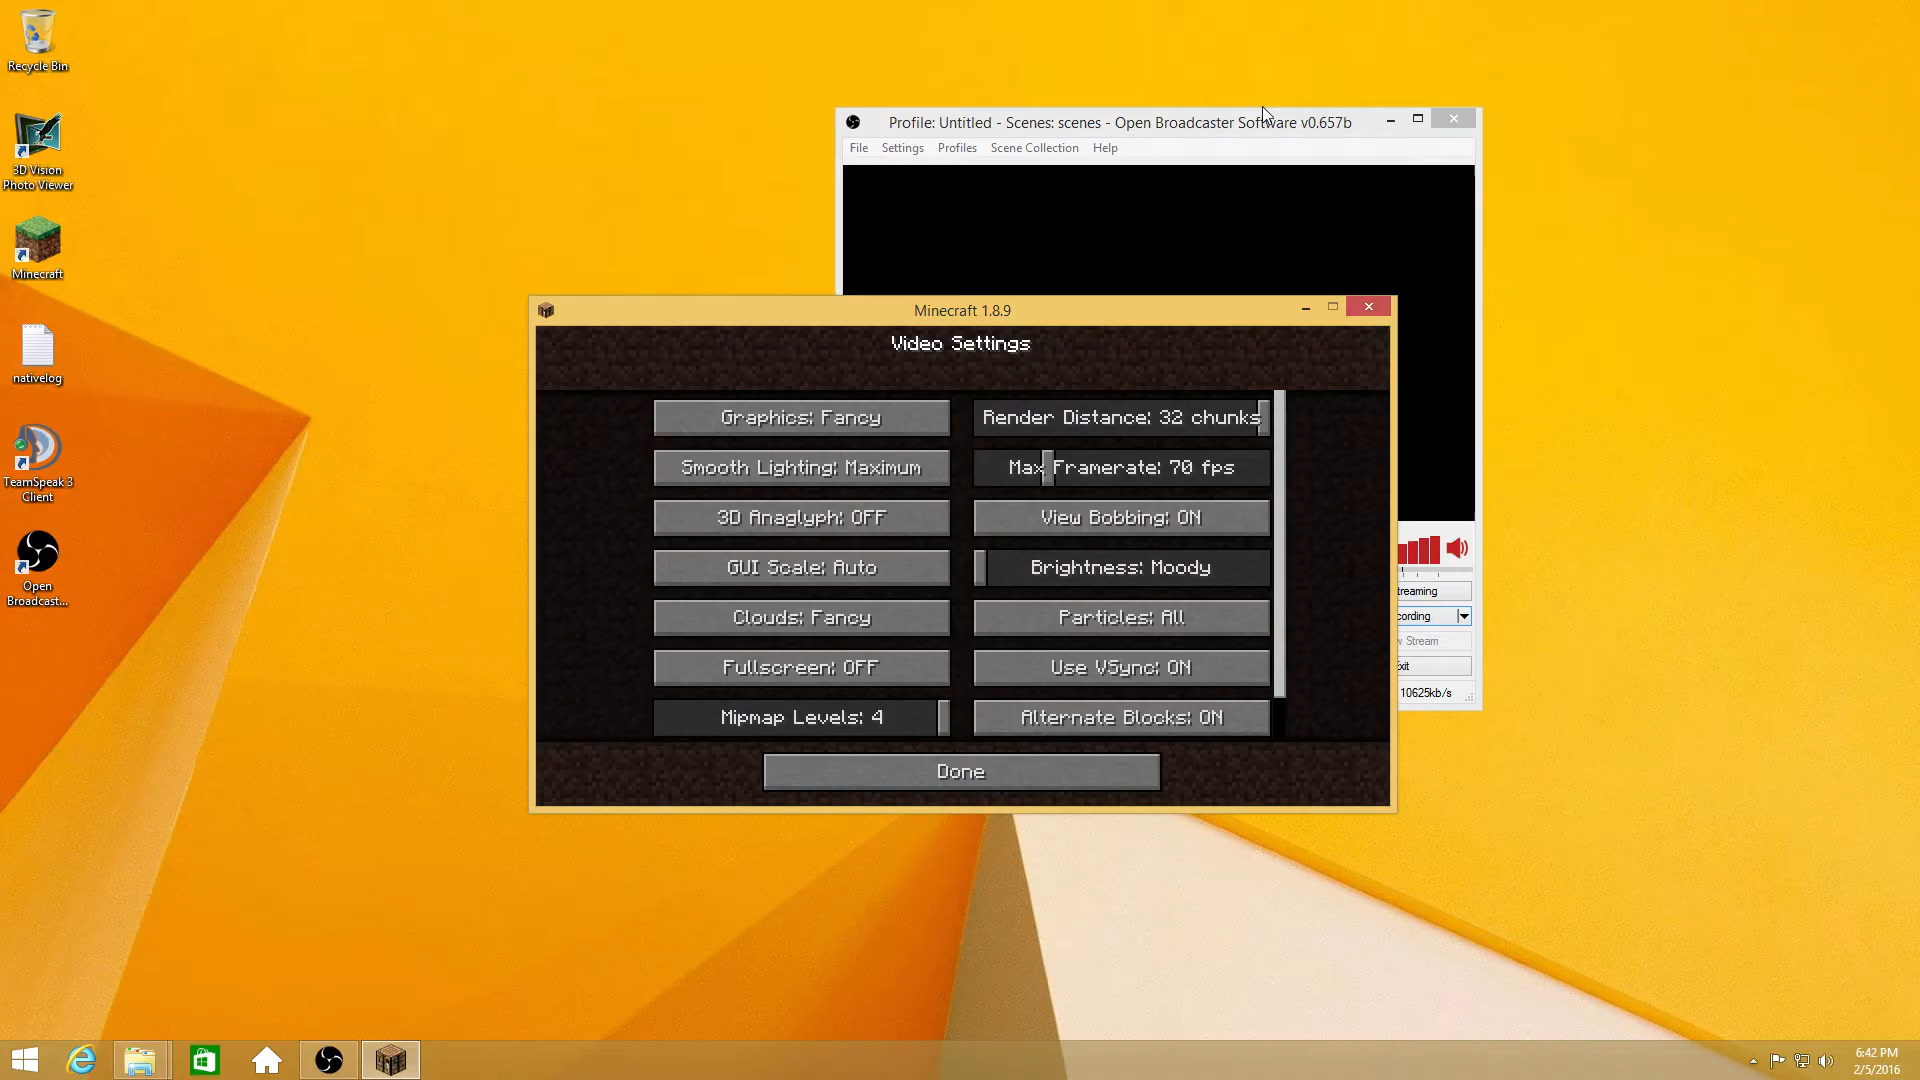 Recycle Bin
3D Vision
Photo Viewer
Minecraft
nativelog
TeamSpeak 3
Client
Open
Broadcast...
Profile: Untitled - Scenes: scenes - Open Broadcaster Software v0.657b
File Settings Profiles Scene Collection Help
Minecraft 1.8.9
Video Settings
Graphics: Fancy
Render Distance: 32 chunks
Smooth Lighting: Maximum
Max Framerate: 70 fps
3D Anaglyph: OFF
View Bobbing: ON
GUI Scale: Auto
Brightness: Moody
Clouds: Fancy
Particles: All
Fullscreen: OFF
Use VSync: ON
Mipmap Levels: 4
Alternate Blocks: ON
Done
treaming
cording
w Stream
xit
10625kb/s
6:42 PM
2/5/2016